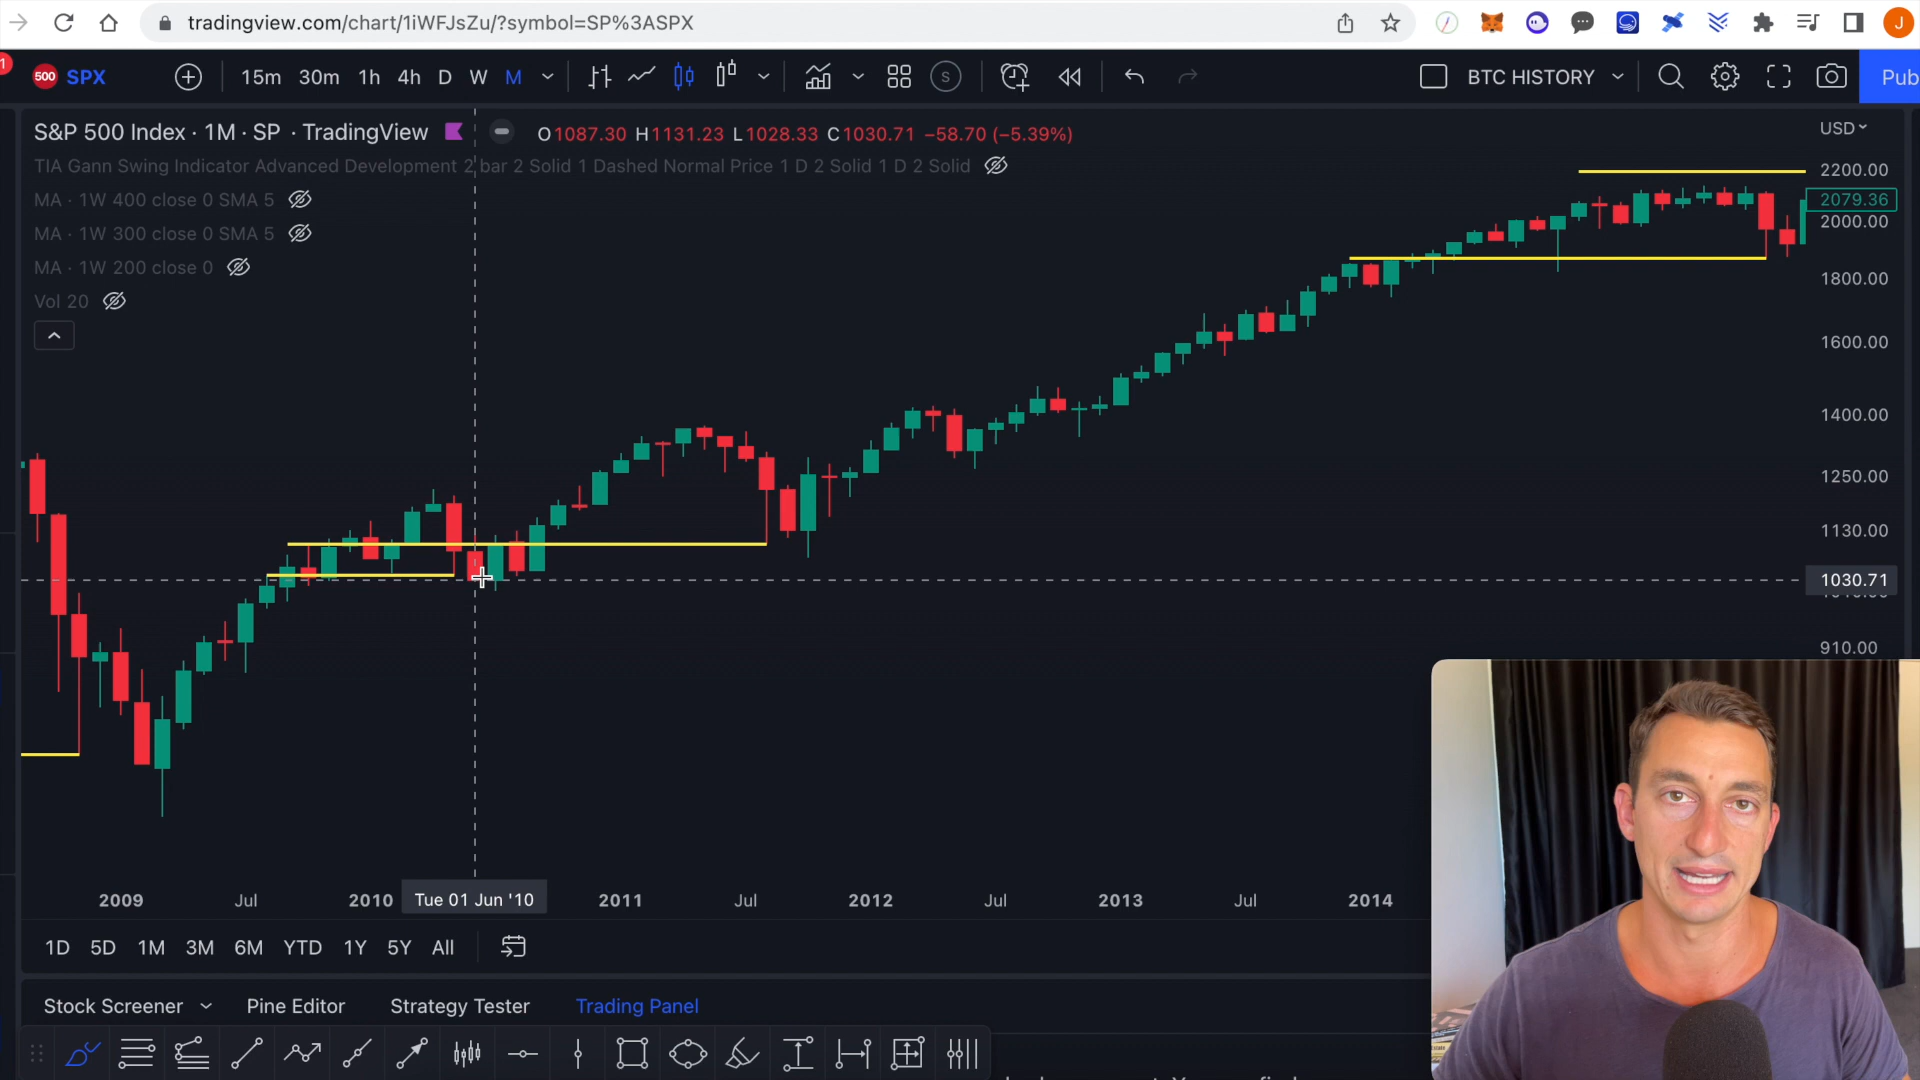 tradingview.com/chart/1iWFJsZu/?symbol=SP%3ASPX
J
1
500 SPX 15m 30m 1h 4h D W M S BTC HISTORY Pub
S&P 500 Index · 1M · SP · TradingView O1087.30 H1131.23 L1028.33 C1030.71 −58.70 (−5.39%)
USD
TIA Gann Swing Indicator Advanced Development 2 bar 2 Solid 1 Dashed Normal Price 1 D 2 Solid 1 D 2 Solid
MA · 1W 400 close 0 SMA 5
MA · 1W 300 close 0 SMA 5
MA · 1W 200 close 0
Vol 20
2200.00
2079.36
2000.00
1800.00
1600.00
1400.00
1250.00
1130.00
1030.71
910.00
2009 Jul 2010 Tue 01 Jun '10 2011 Jul 2012 Jul 2013 Jul 2014
1D 5D 1M 3M 6M YTD 1Y 5Y All
Stock Screener Pine Editor Strategy Tester Trading Panel